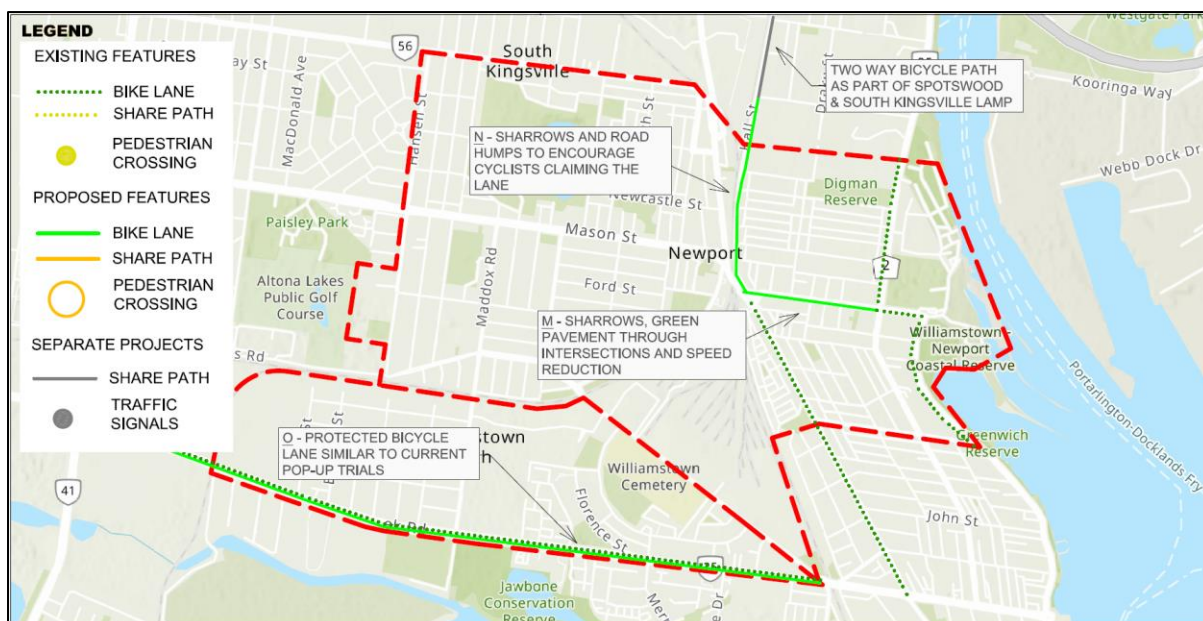 LEGEND
EXISTING FEATURES
BIKE LANE
SHARE PATH
PEDESTRIAN
CROSSING
PROPOSED FEATURES
BIKE LANE
SHARE PATH
PEDESTRIAN
CROSSING
SEPARATE PROJECTS
SHARE PATH
TRAFFIC
SIGNALS
56
South
Kingsville
MacDonald Ave
Hansen St
TWO WAY BICYCLE PATH
AS PART OF SPOTSWOOD
& SOUTH KINGSVILLE LAMP
Westgate Park
Kooringa Way
Webb Dock Dr
N - SHARROWS AND ROAD
HUMPS TO ENCOURAGE
CYCLISTS CLAIMING THE
LANE
Hall St
Digman
Reserve
Newcastle St
Paisley Park
Mason St
Newport
Maddox Rd
Altona Lakes
Public Golf
Course
Ford St
M - SHARROWS, GREEN
PAVEMENT THROUGH
INTERSECTIONS AND SPEED
REDUCTION
Williamstown -
Newport
Coastal Reserve
Portarlington-Docklands Fry
Greenwich
Reserve
O - PROTECTED BICYCLE
LANE SIMILAR TO CURRENT
POP-UP TRIALS
Williamstown
Cemetery
41
Florence St
John St
Jawbone
Conservation
Reserve